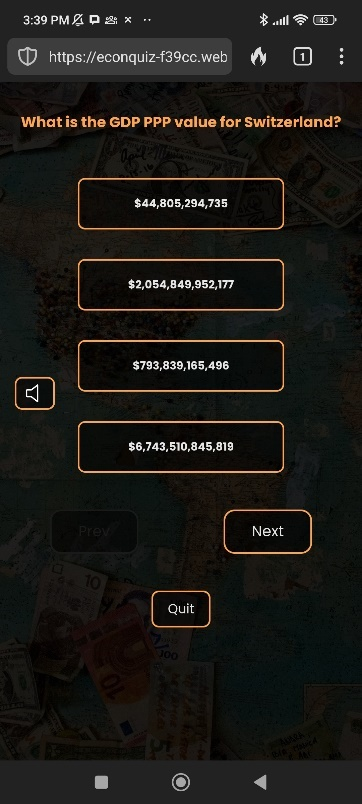 3:39 PM
43
https://econquiz-f39cc.web
1
What is the GDP PPP value for Switzerland?
$44,805,294,735
$2,054,849,952,177
$793,839,165,496
$6,743,510,845,819
Prev
Next
Quit